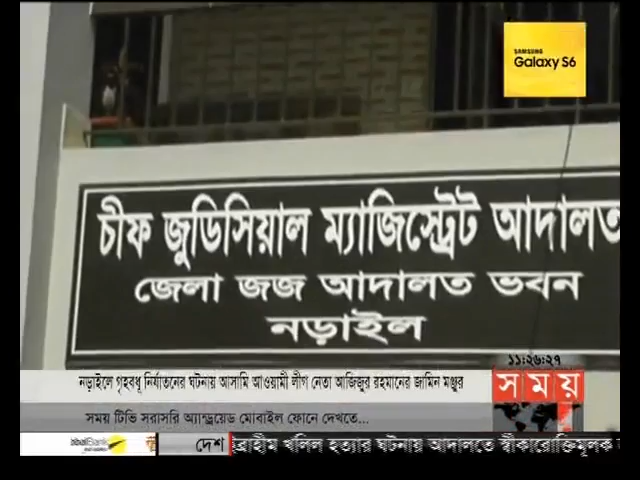 SAMSUNG
Galaxy S6
চীফ জুডিসিয়াল ম্যাজিস্ট্রেট আদালত
জেলা জজ আদালত ভবন
নড়াইল
১১:২৬:২৭
নড়াইলে গৃহবধূ নির্যাতনের ঘটনায় আসামি আওয়ামী লীগ নেতা আজিজুর রহমানের জামিন মঞ্জুর
সময়
সময় টিভি সরাসরি অ্যান্ড্রয়েড মোবাইল ফোনে দেখতে...
দেশ ব্রাহীম খলিল হত্যার ঘটনায় আদালতে স্বীকারোক্তিমূলক